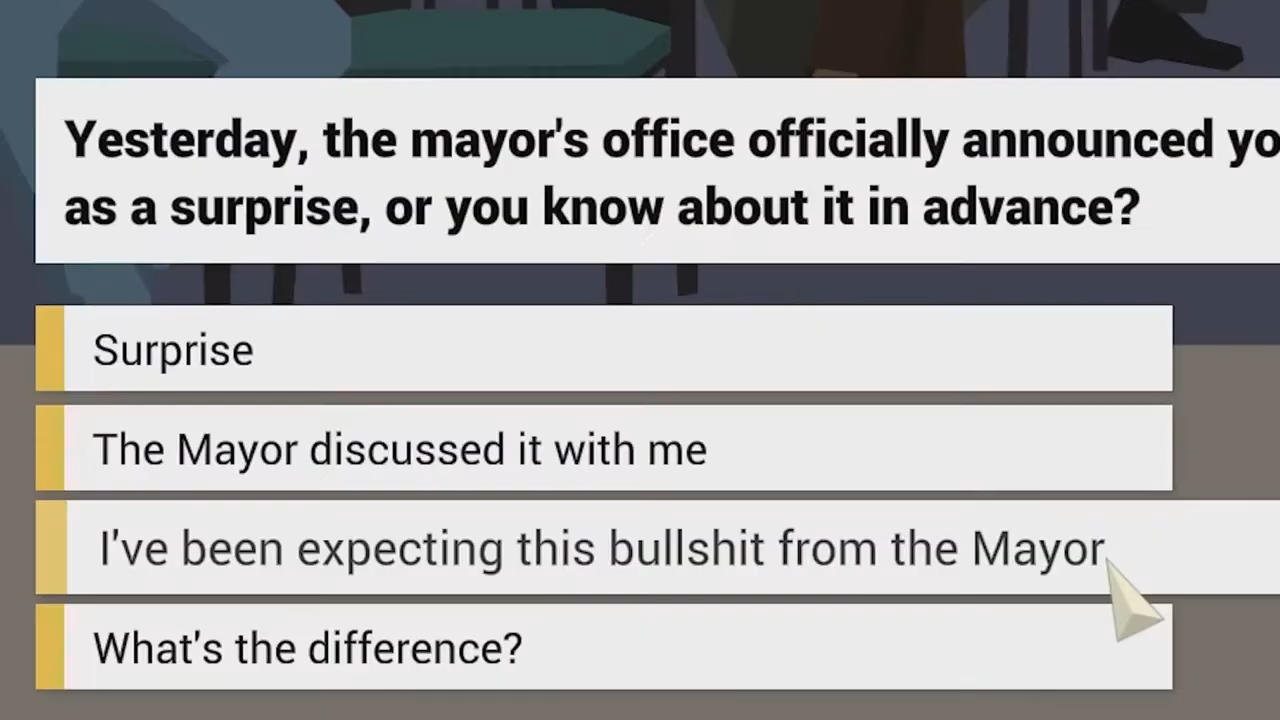 Yesterday, the mayor's office officially announced yo
as a surprise, or you know about it in advance?
Surprise
The Mayor discussed it with me
I've been expecting this bullshit from the Mayor
What's the difference?